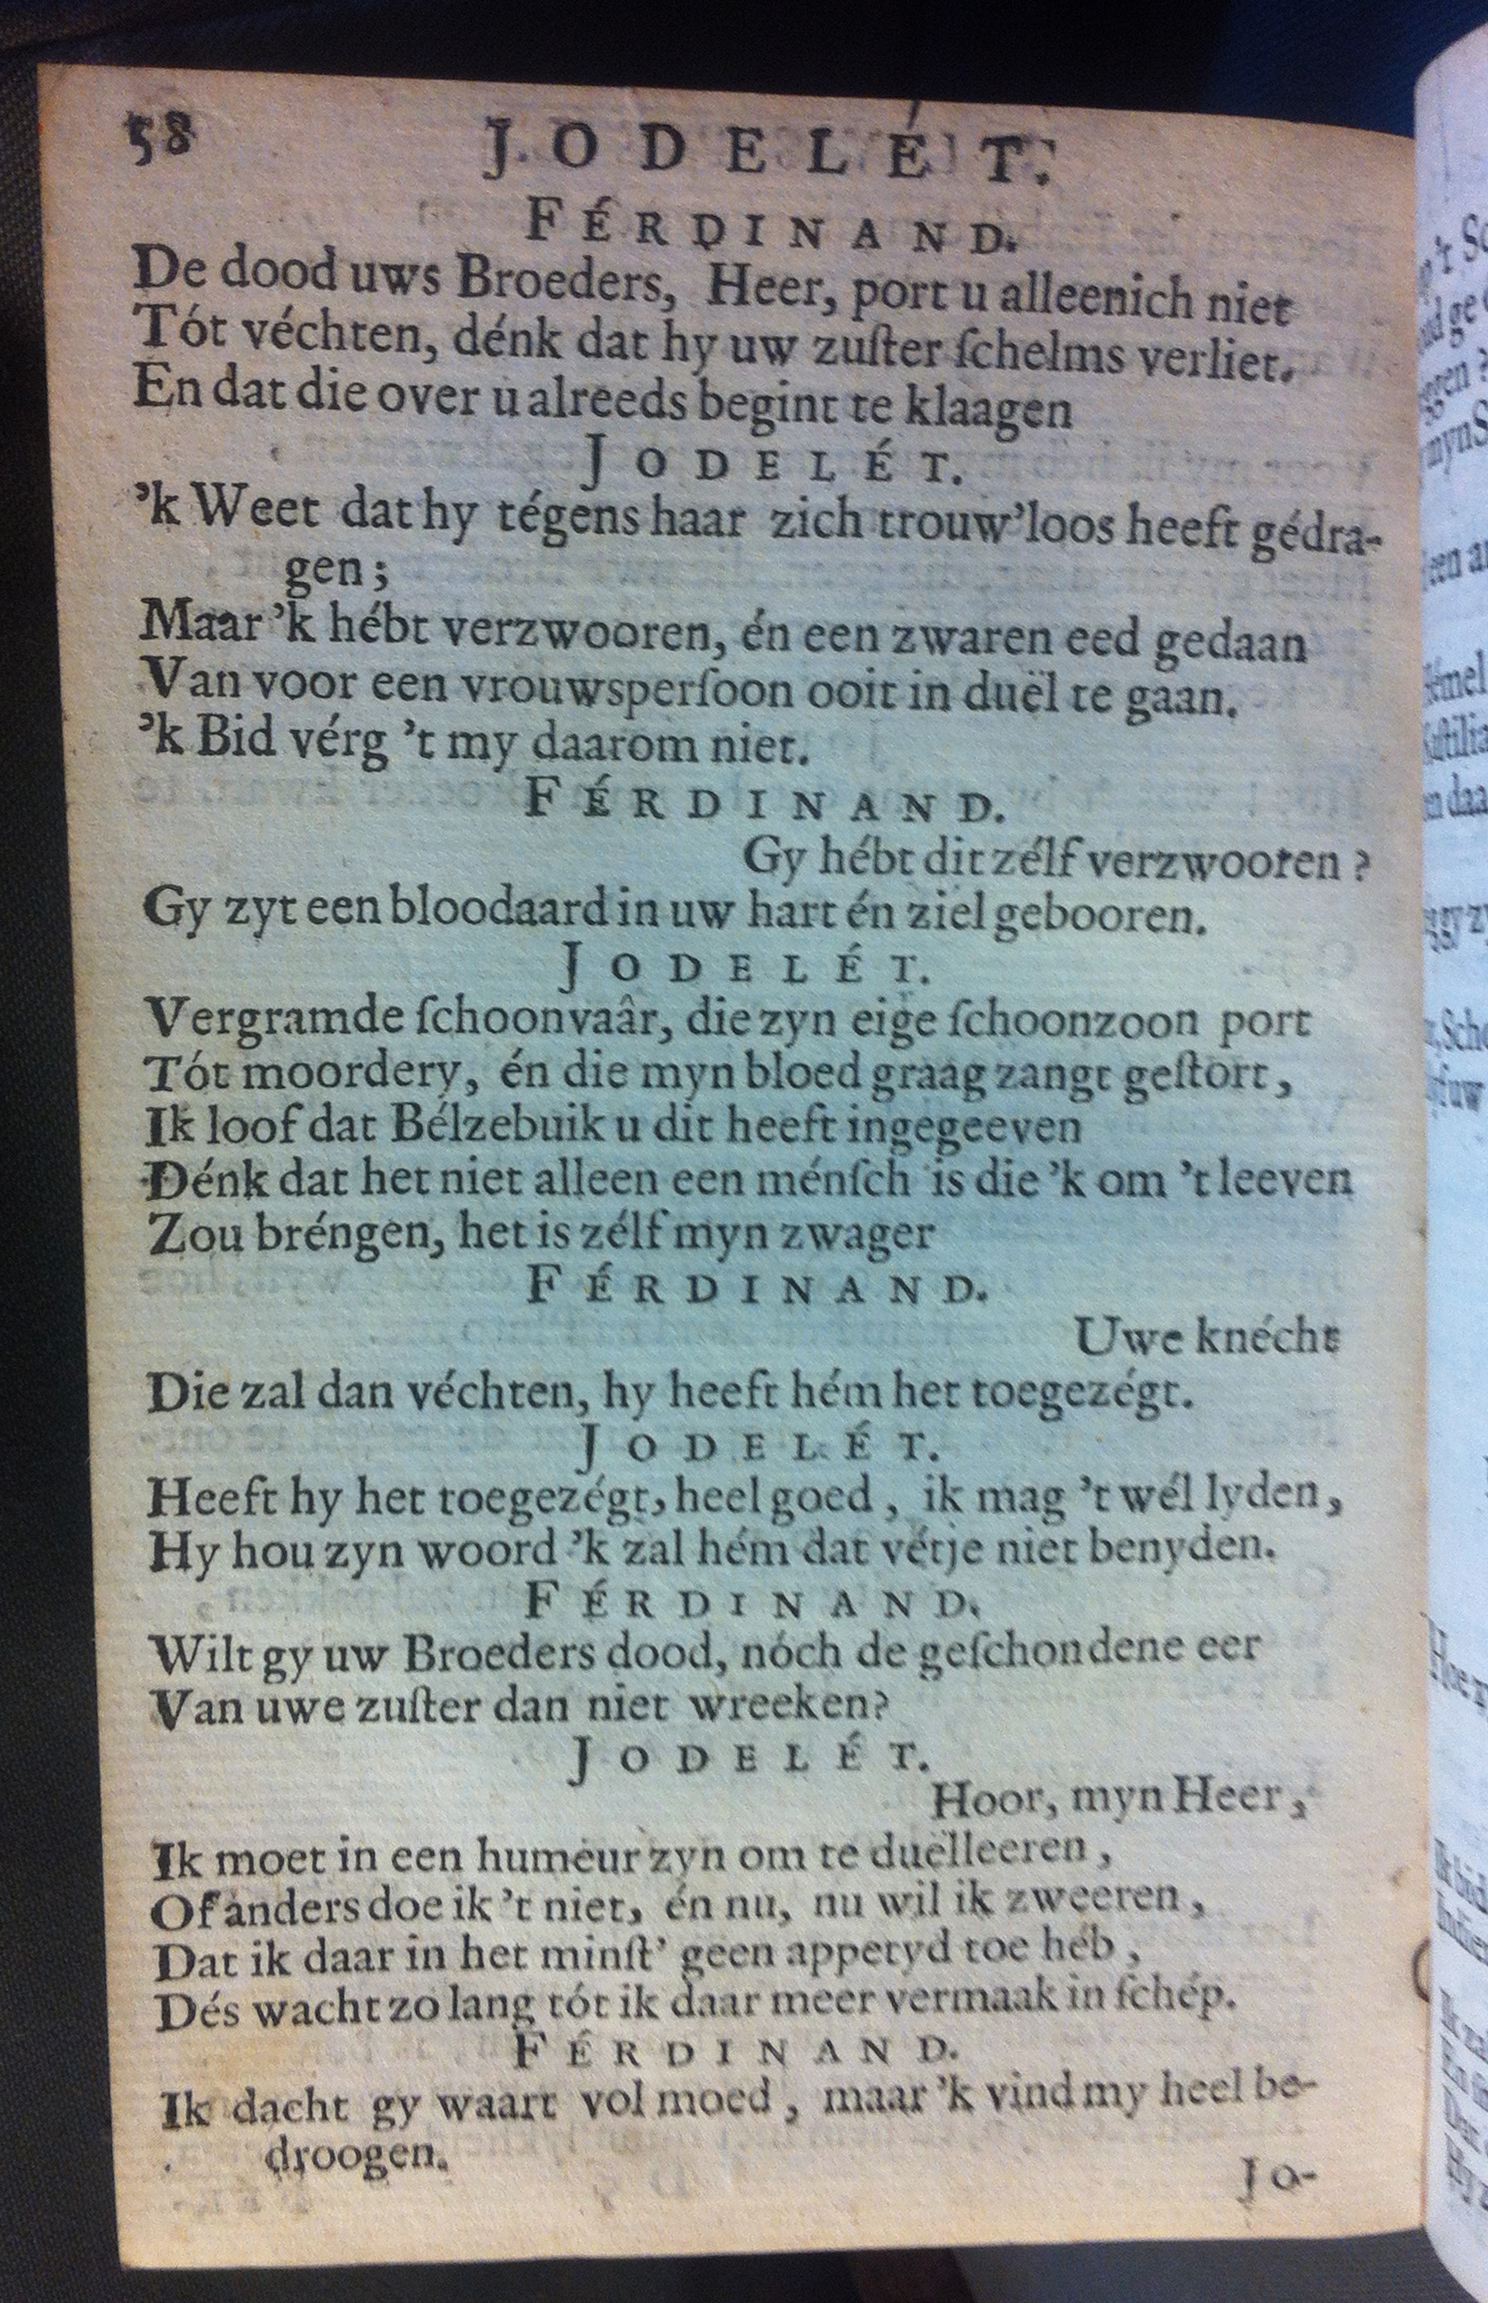 58 JODELÉT.
FÉRDINAND.
De dood uws Broeders, Heer, port u alleenich niet
Tót véchten, dénk dat hy uw zuſter ſchelms verliet.
En dat die over u alreeds begint te klaagen
JODELÉT.
’k Weet dat hy tégens haar zich trouw’loos heeft gédra-
gen;
Maar ’k hébt verzwooren, én een zwaren eed gedaan
Van voor een vrouwsperſoon ooit in duël te gaan.
’k Bid vérg ’t my daarom niet.
FÉRDINAND.
Gy hébt dit zélf verzwooren?
Gy zyt een bloodaard in uw hart én ziel gebooren.
JODELÉT.
Vergramde ſchoonvaâr, die zyn eige ſchoonzoon port
Tót moordery, én die myn bloed graag zangt geſtort,
Ik loof dat Bélzebuik u dit heeft ingegeeven
Dénk dat het niet alleen een ménſch is die ’k om ’t leeven
Zou bréngen, het is zélf myn zwager
FÉRDINAND.
Uwe knécht
Die zal dan véchten, hy heeft hém het toegezégt.
JODELÉT.
Heeft hy het toegezégt, heel goed, ik mag ’t wél lyden,
Hy hou zyn woord ’k zal hém dat vétje niet benyden.
FÉRDINAND.
Wilt gy uw Broeders dood, nóch de geſchondene eer
Van uwe zuſter dan niet wreeken?
JODELÉT.
Hoor, myn Heer,
Ik moet in een humeur zyn om te duëlleeren,
Of anders doe ik ’t niet, én nu, nu wil ik zweeren,
Dat ik daar in het minſt’ geen appetyd toe héb,
Dés wacht zo lang tót ik daar meer vermaak in ſchép.
FÉRDINAND.
Ik dacht gy waart vol moed, maar ’k vind my heel be-
droogen.
Jo-